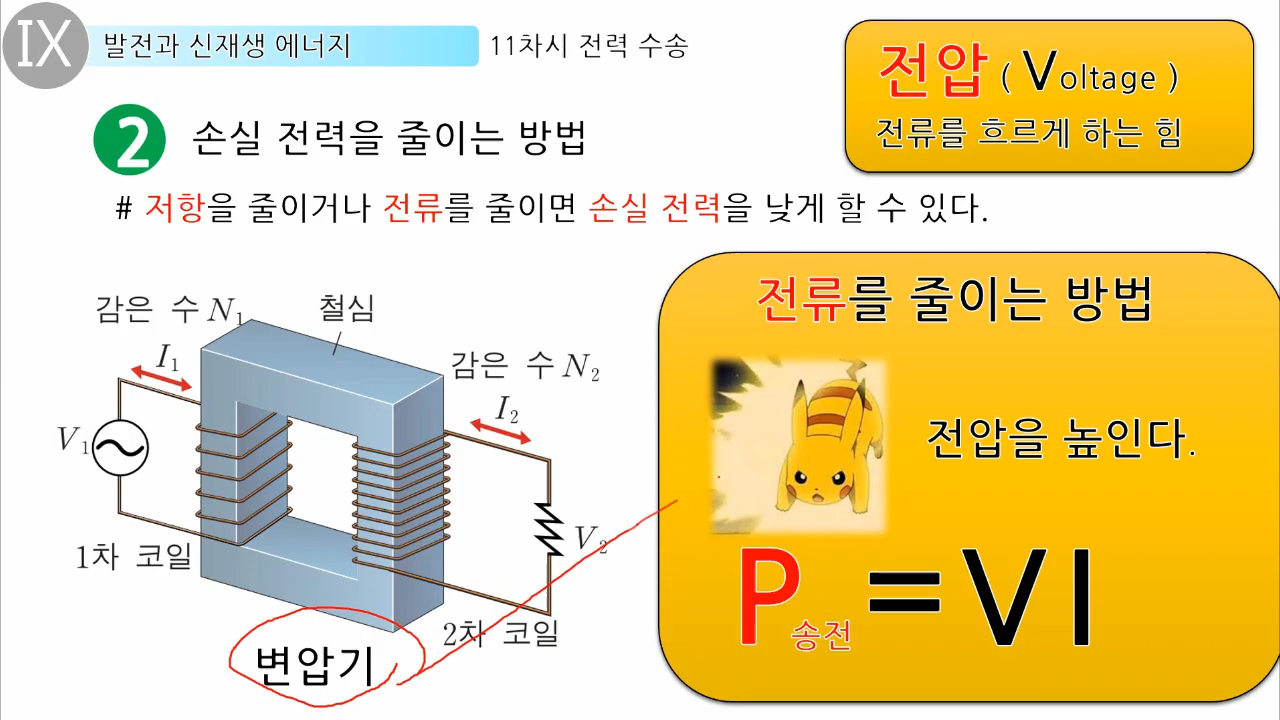 IX 발전과 신재생 에너지 11차시 전력 수송
전압 ( Voltage )
전류를 흐르게 하는 힘
2 손실 전력을 줄이는 방법
# 저항을 줄이거나 전류를 줄이면 손실 전력을 낮게 할 수 있다.
감은 수 N₁
철심
I₁
감은 수 N₂
I₂
V₁
V₂
1차 코일
2차 코일
변압기
전류를 줄이는 방법
전압을 높인다.
P송전 = V I